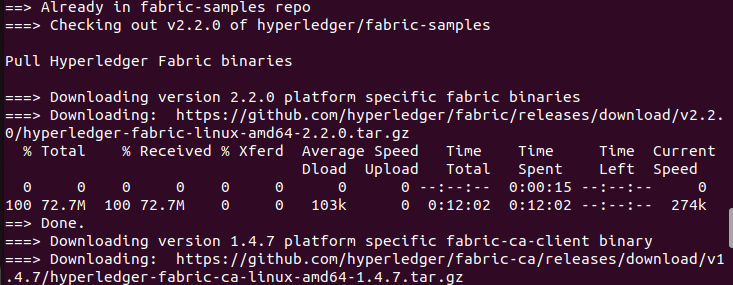 ==> Already in fabric-samples repo
===> Checking out v2.2.0 of hyperledger/fabric-samples
Pull Hyperledger Fabric binaries
===> Downloading version 2.2.0 platform specific fabric binaries
===> Downloading:  https://github.com/hyperledger/fabric/releases/download/v2.2.
0/hyperledger-fabric-linux-amd64-2.2.0.tar.gz
  % Total    % Received % Xferd  Average Speed   Time    Time     Time  Current
                                 Dload  Upload   Total   Spent    Left  Speed
  0     0    0     0    0     0      0      0 --:--:--  0:00:15 --:--:--     0
100 72.7M  100 72.7M    0     0   103k      0  0:12:02  0:12:02 --:--:--  274k
==> Done.
===> Downloading version 1.4.7 platform specific fabric-ca-client binary
===> Downloading:  https://github.com/hyperledger/fabric-ca/releases/download/v1
.4.7/hyperledger-fabric-ca-linux-amd64-1.4.7.tar.gz